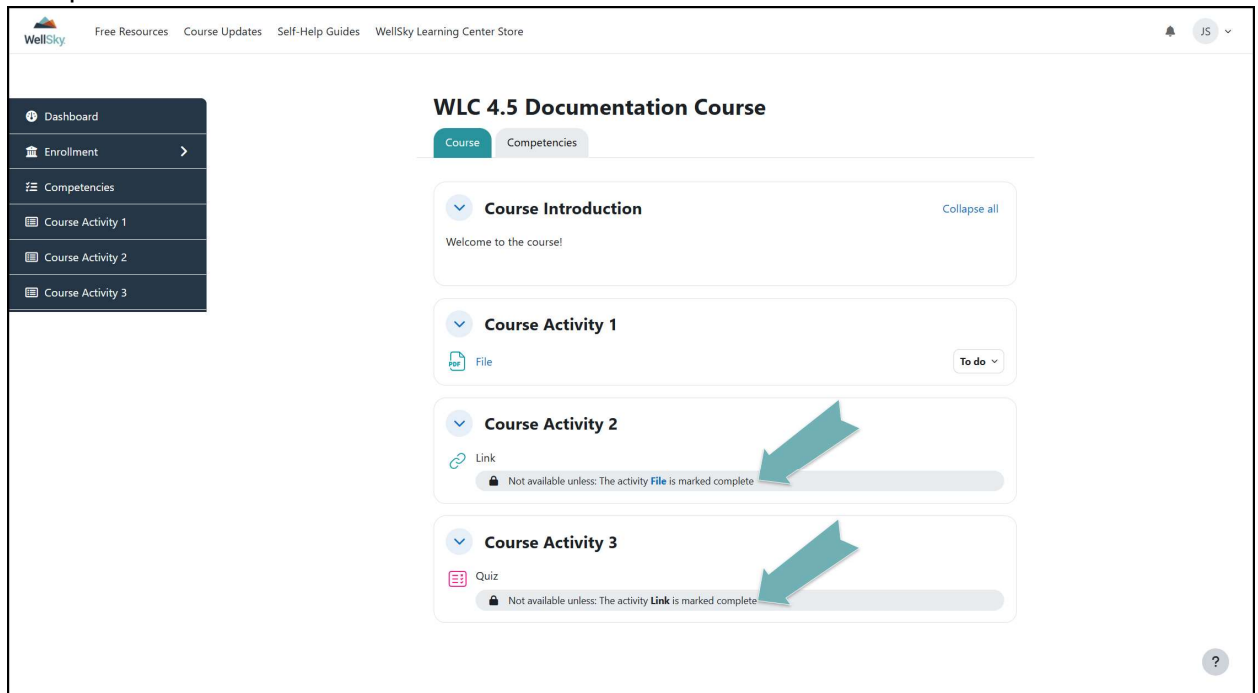 WellSky
Free Resources Course Updates Self-Help Guides WellSky Learning Center Store
JS
Dashboard
Enrollment
Competencies
Course Activity 1
Course Activity 2
Course Activity 3
WLC 4.5 Documentation Course
Course Competencies
Course Introduction
Collapse all
Welcome to the course!
Course Activity 1
PDF File
To do
Course Activity 2
Link
Not available unless: The activity File is marked complete
Course Activity 3
Quiz
Not available unless: The activity Link is marked complete
?